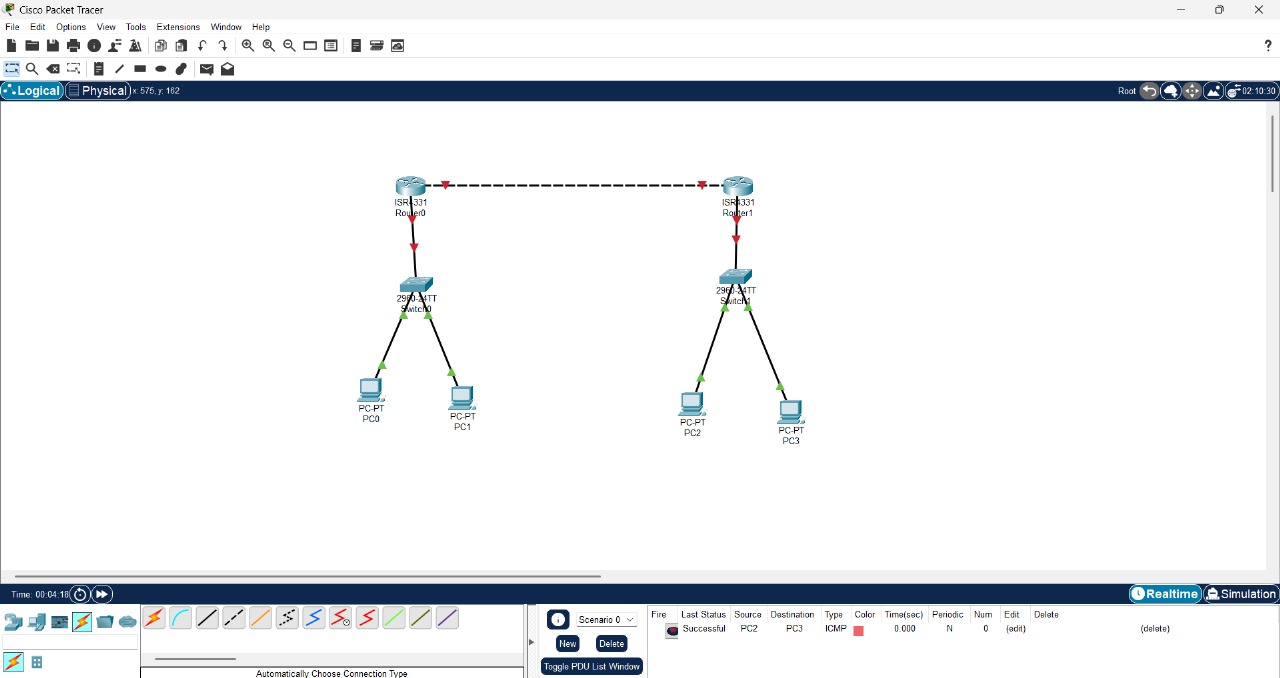 Cisco Packet Tracer
File Edit Options View Tools Extensions Window Help
?
Logical Physical x: 575, y: 162 Root 02:10:30
ISR4331
Router0
ISR4331
Router1
2960-24TT
Switch0
2960-24TT
Switch1
PC-PT
PC0
PC-PT
PC1
PC-PT
PC2
PC-PT
PC3
Time: 00:04:18 Realtime Simulation
Scenario 0
New Delete
Toggle PDU List Window
Fire Last Status Source Destination Type Color Time(sec) Periodic Num Edit Delete
Successful PC2 PC3 ICMP 0.000 N 0 (edit) (delete)
Automatically Choose Connection Type